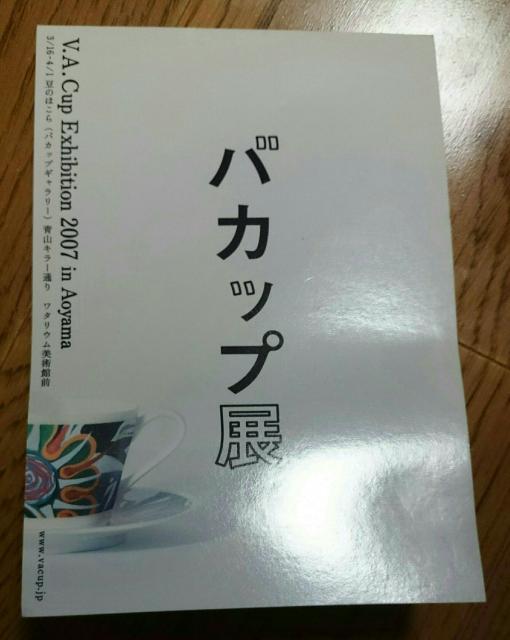 バカップ展
V.A.Cup Exhibition 2007 in Aoyama
3/16-4/1 豆のほこら（バカップギャラリー）青山キラー通り ワタリウム美術館前
www.vacup.jp